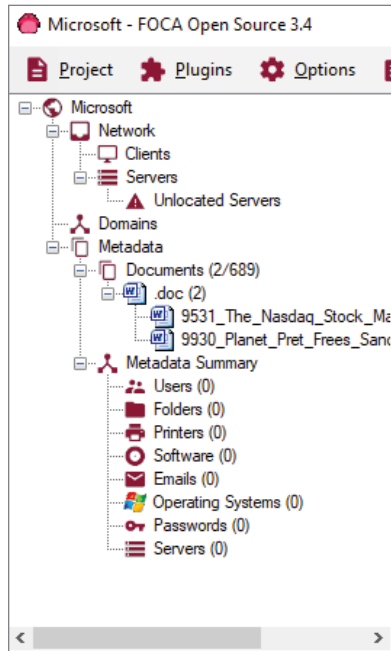 Microsoft - FOCA Open Source 3.4
Project Plugins Options
Microsoft
Network
Clients
Servers
Unlocated Servers
Domains
Metadata
Documents (2/689)
.doc (2)
9531_The_Nasdaq_Stock_Ma
9930_Planet_Pret_Frees_Sand
Metadata Summary
Users (0)
Folders (0)
Printers (0)
Software (0)
Emails (0)
Operating Systems (0)
Passwords (0)
Servers (0)